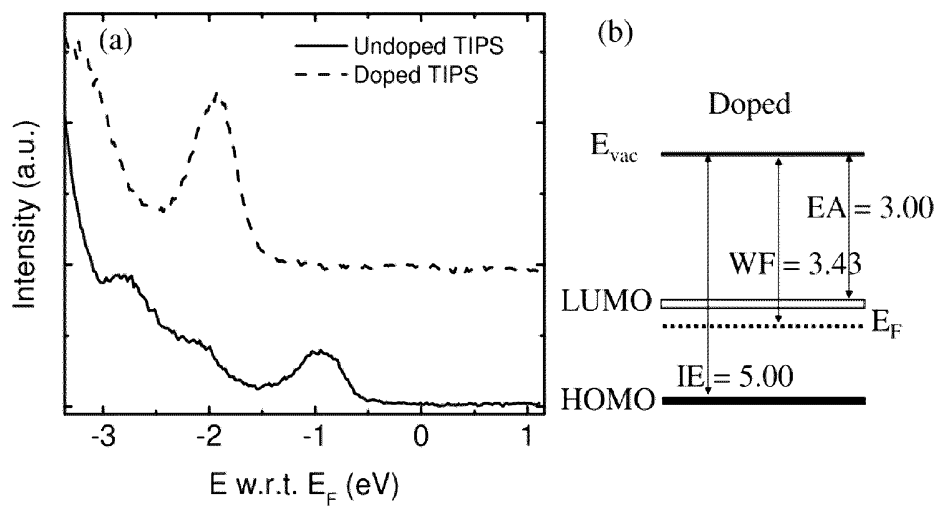 (a)
Undoped TIPS
Doped TIPS
Intensity (a.u.)
-3 -2 -1 0 1
E w.r.t. E_F (eV)
(b)
Doped
E_vac
EA = 3.00
WF = 3.43
LUMO
E_F
IE = 5.00
HOMO